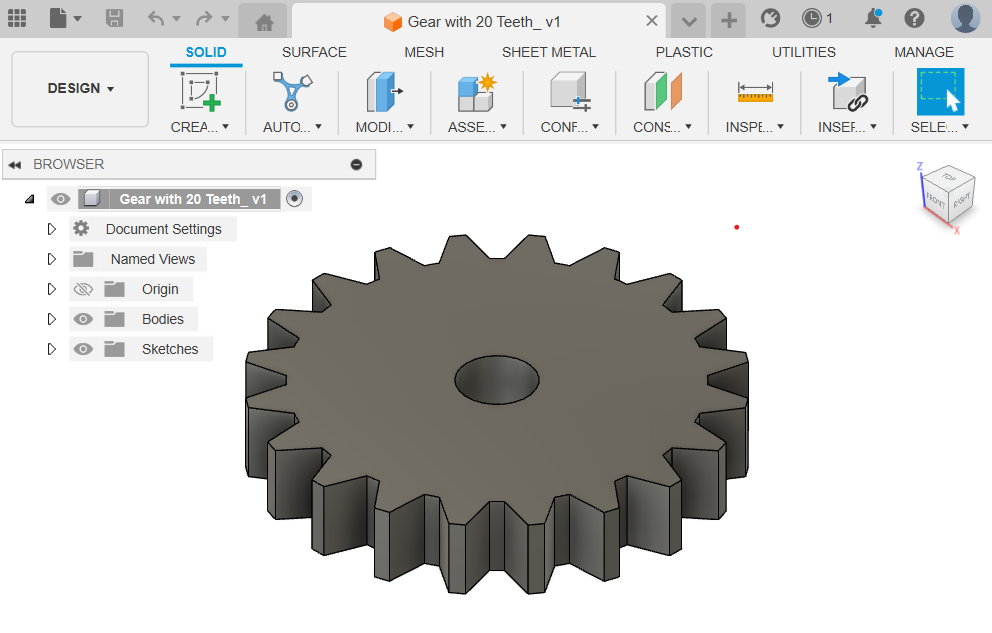 Gear with 20 Teeth_ v1
1
DESIGN
SOLID SURFACE MESH SHEET METAL PLASTIC UTILITIES MANAGE
CREA... AUTO... MODI... ASSE... CONF... CONS... INSPE... INSEF... SELE...
BROWSER
Gear with 20 Teeth_ v1
Document Settings
Named Views
Origin
Bodies
Sketches
Z
TOP
FRONT RIGHT
X